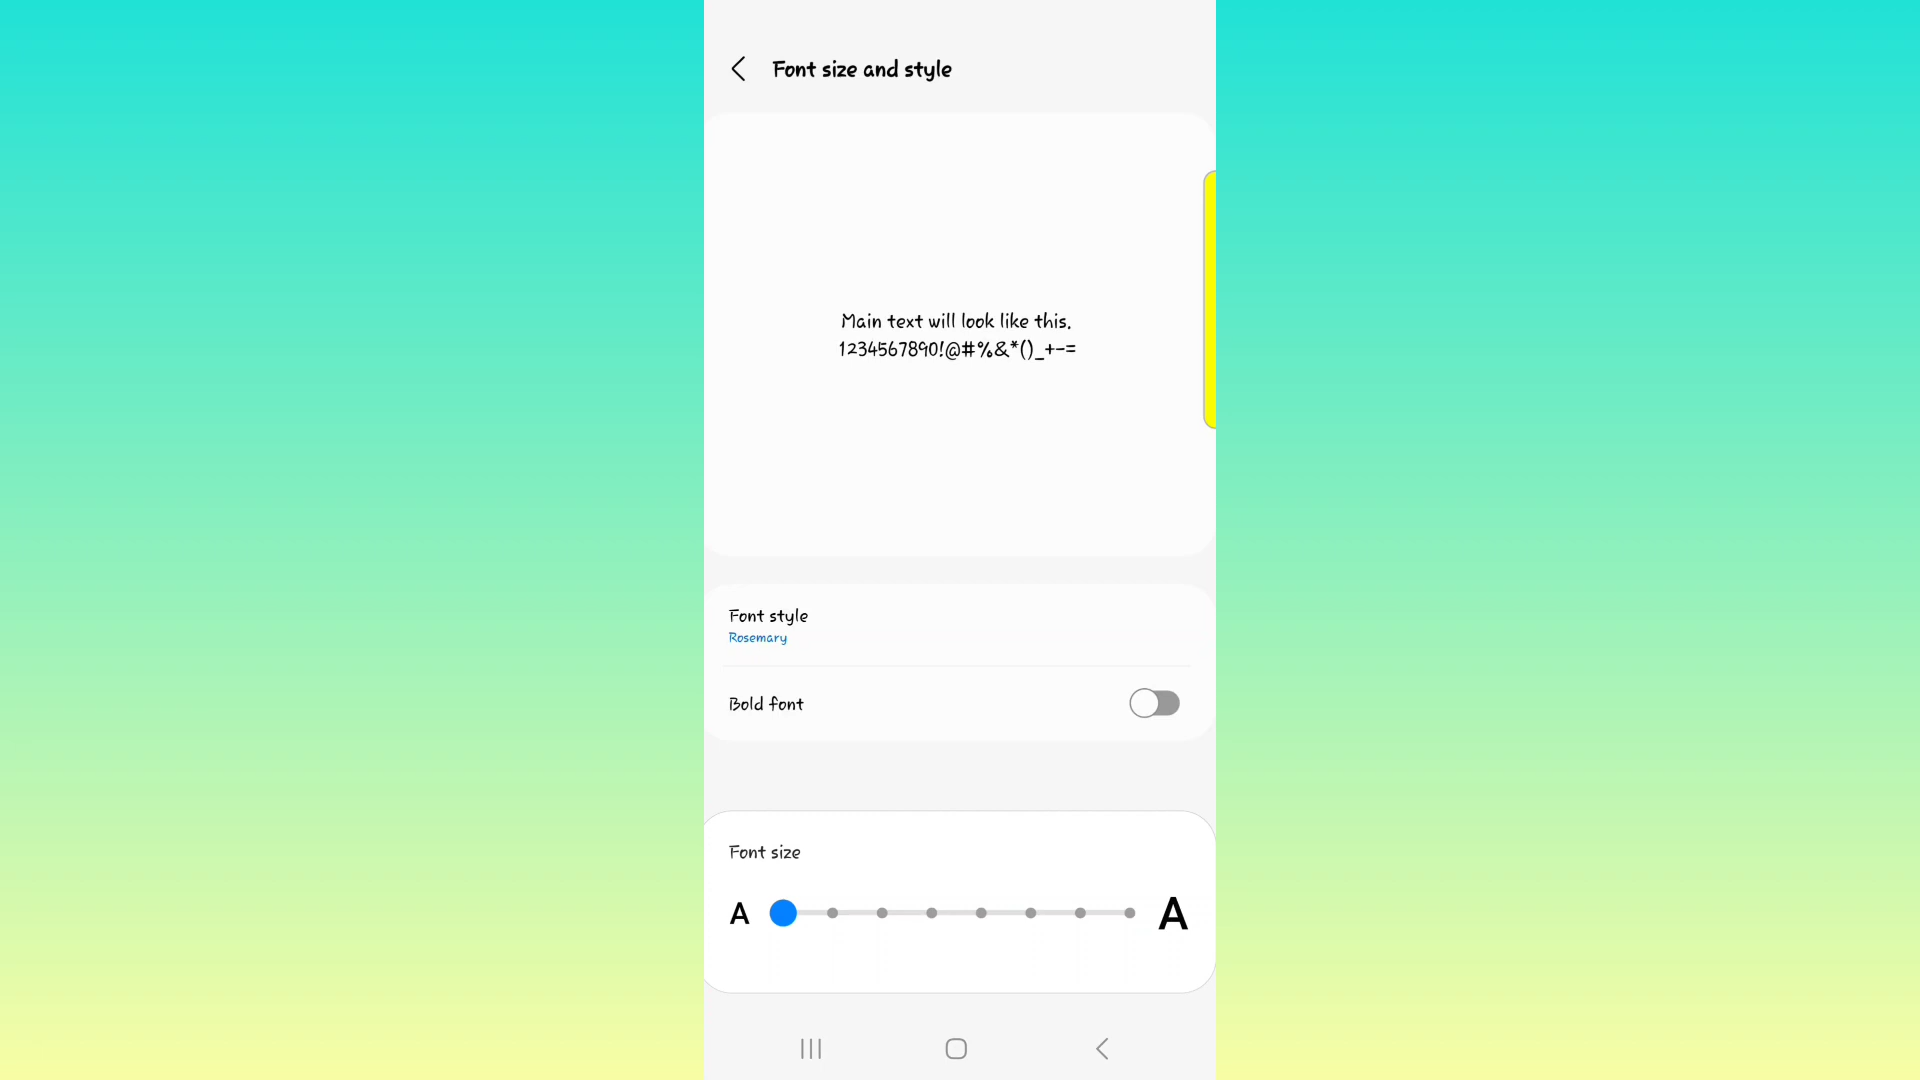 Font size and style
Main text will look like this.
1234567890!@#%&*()_+-=
Font style
Rosemary
Bold font
Font size
A A